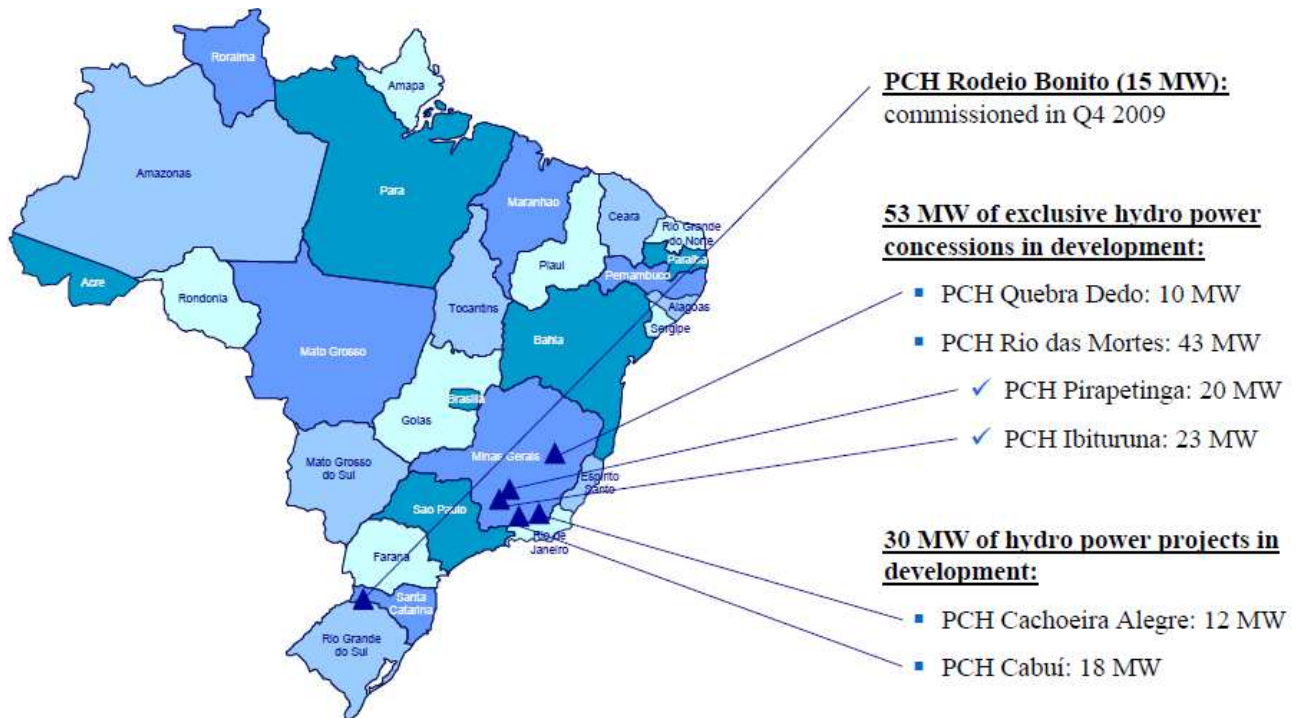 Roraima
Amapa
Amazonas
Para
Maranhao
Ceara
Rio Grande
do Norte
Paraiba
Piaui
Pernambuco
Acre
Rondonia
Tocantins
Alagoas
Sergipe
Bahia
Mato Grosso
Brasilia
Goias
Mato Grosso
do Sul
Minas Gerais
Espirito
Santo
Sao Paulo
Rio de
Janeiro
Farana
Santa
Catarina
Rio Grande
do Sul
PCH Rodeio Bonito (15 MW):
commissioned in Q4 2009
53 MW of exclusive hydro power
concessions in development:
▪ PCH Quebra Dedo: 10 MW
▪ PCH Rio das Mortes: 43 MW
✓ PCH Pirapetinga: 20 MW
✓ PCH Ibituruna: 23 MW
30 MW of hydro power projects in
development:
▪ PCH Cachoeira Alegre: 12 MW
▪ PCH Cabuí: 18 MW